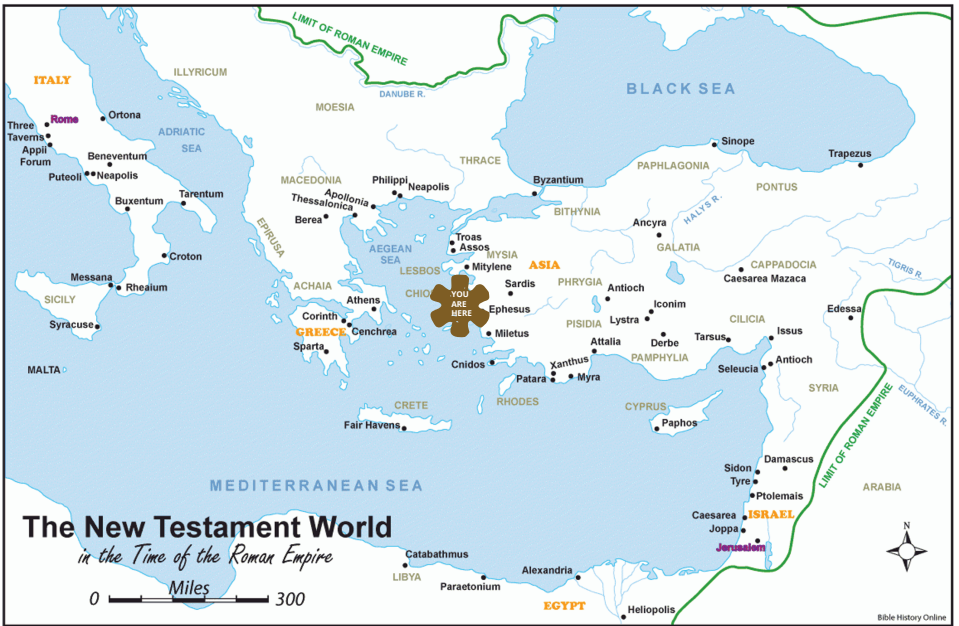 LIMIT OF ROMAN EMPIRE
ITALY
ILLYRICUM
DANUBE R.
BLACK SEA
MOESIA
Rome
Ortona
Three
Taverns
Appii
Forum
ADRIATIC
SEA
Beneventum
Puteoli
Neapolis
Buxentum
Tarentum
THRACE
Sinope
Trapezus
PAPHLAGONIA
PONTUS
MACEDONIA
Philippi
Neapolis
Apollonia
Thessalonica
Berea
Byzantium
BITHYNIA
HALYS R.
Ancyra
GALATIA
EPIRUSA
AEGEAN
SEA
Troas
Assos
MYSIA
Mitylene
LESBOS
ASIA
CAPPADOCIA
Caesarea Mazaca
TIGRIS R.
Croton
Messana
Rheaium
SICILY
Syracuse
MALTA
ACHAIA
CHIO
YOU
ARE
HERE
Sardis
PHRYGIA
Antioch
Athens
Corinth
Cenchrea
GREECE
Sparta
Ephesus
Miletus
Iconim
Lystra
PISIDIA
Derbe
CILICIA
Tarsus
Issus
Edessa
Attalia
PAMPHYLIA
Cnidos
Xanthus
Patara
Myra
RHODES
Seleucia
Antioch
SYRIA
EUPHRATES R.
LIMIT OF ROMAN EMPIRE
CRETE
Fair Havens
CYPRUS
Paphos
Damascus
Sidon
Tyre
Ptolemais
ARABIA
MEDITERRANEAN SEA
Caesarea
ISRAEL
Joppa
Jerusalem
N
The New Testament World
in the Time of the Roman Empire
Miles
0
300
Catabathmus
LIBYA
Paraetonium
Alexandria
EGYPT
Heliopolis
Bible History Online